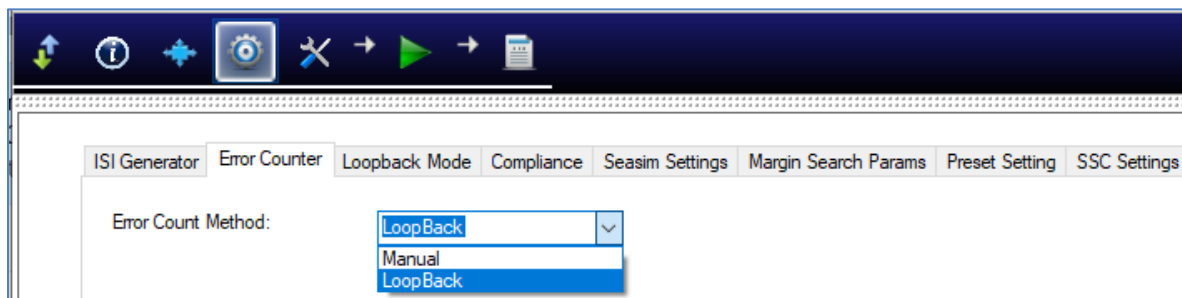 ISI Generator Error Counter Loopback Mode Compliance Seasim Settings Margin Search Params Preset Setting SSC Settings
Error Count Method: LoopBack
Manual
LoopBack